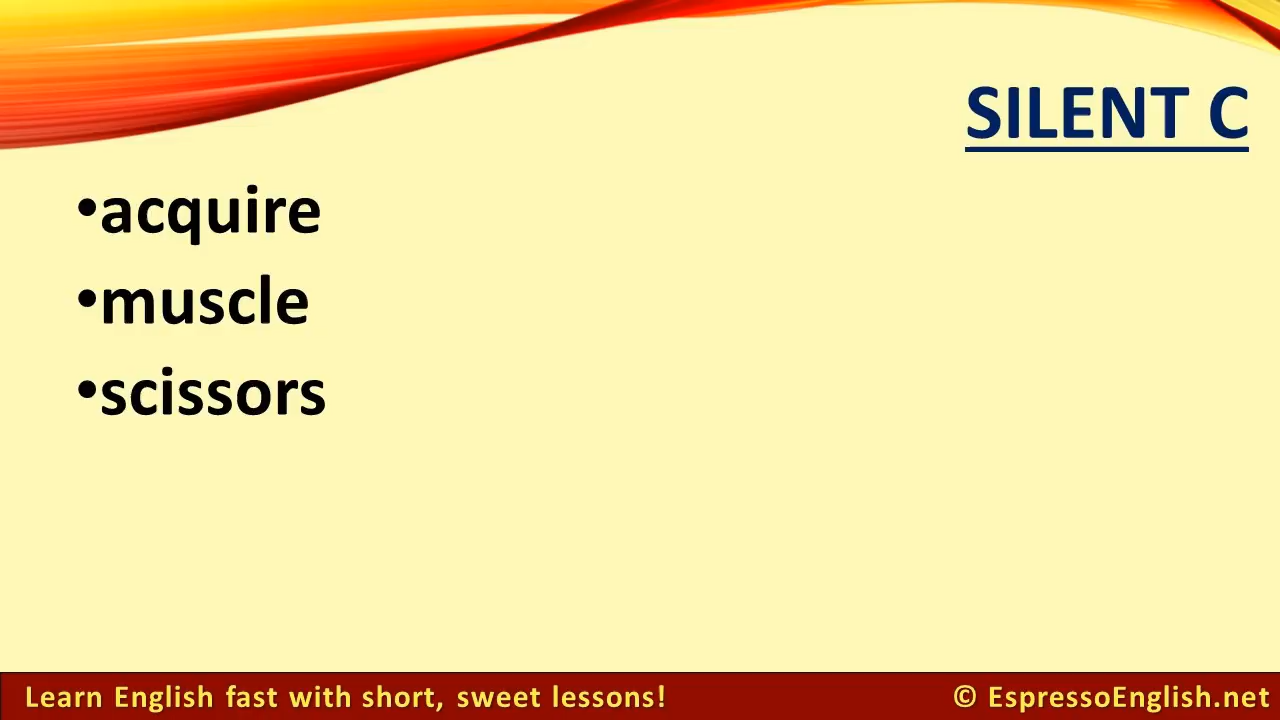 SILENT C
•acquire
•muscle
•scissors
Learn English fast with short, sweet lessons!
© EspressoEnglish.net